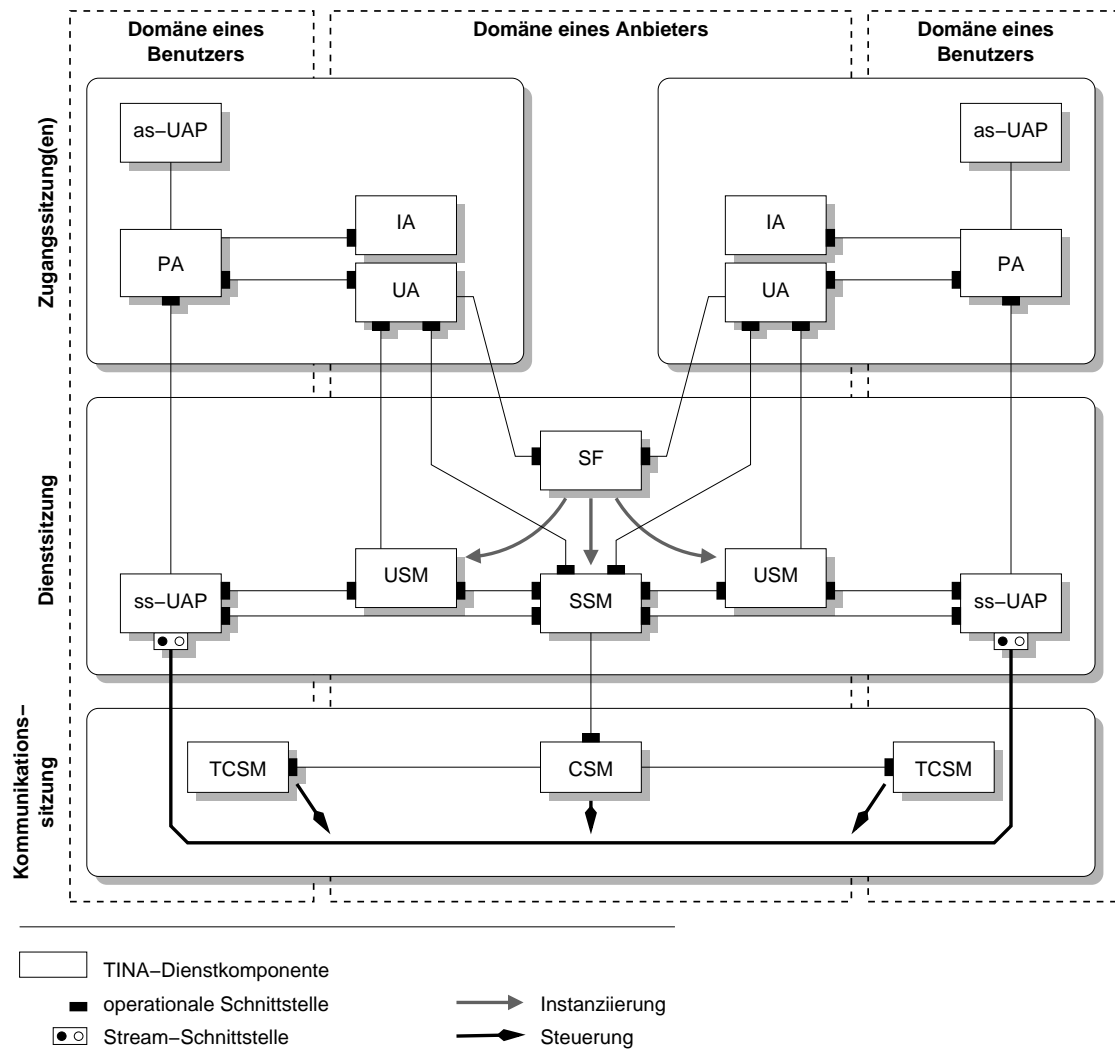 Domäne eines
Benutzers
Domäne eines Anbieters
Domäne eines
Benutzers
Zugangssitzung(en)
as−UAP
as−UAP
IA
IA
PA
PA
UA
UA
Dienstsitzung
SF
USM
USM
ss−UAP
SSM
ss−UAP
Kommunikations−
sitzung
TCSM
CSM
TCSM
TINA−Dienstkomponente
operationale Schnittstelle
Instanziierung
Stream−Schnittstelle
Steuerung